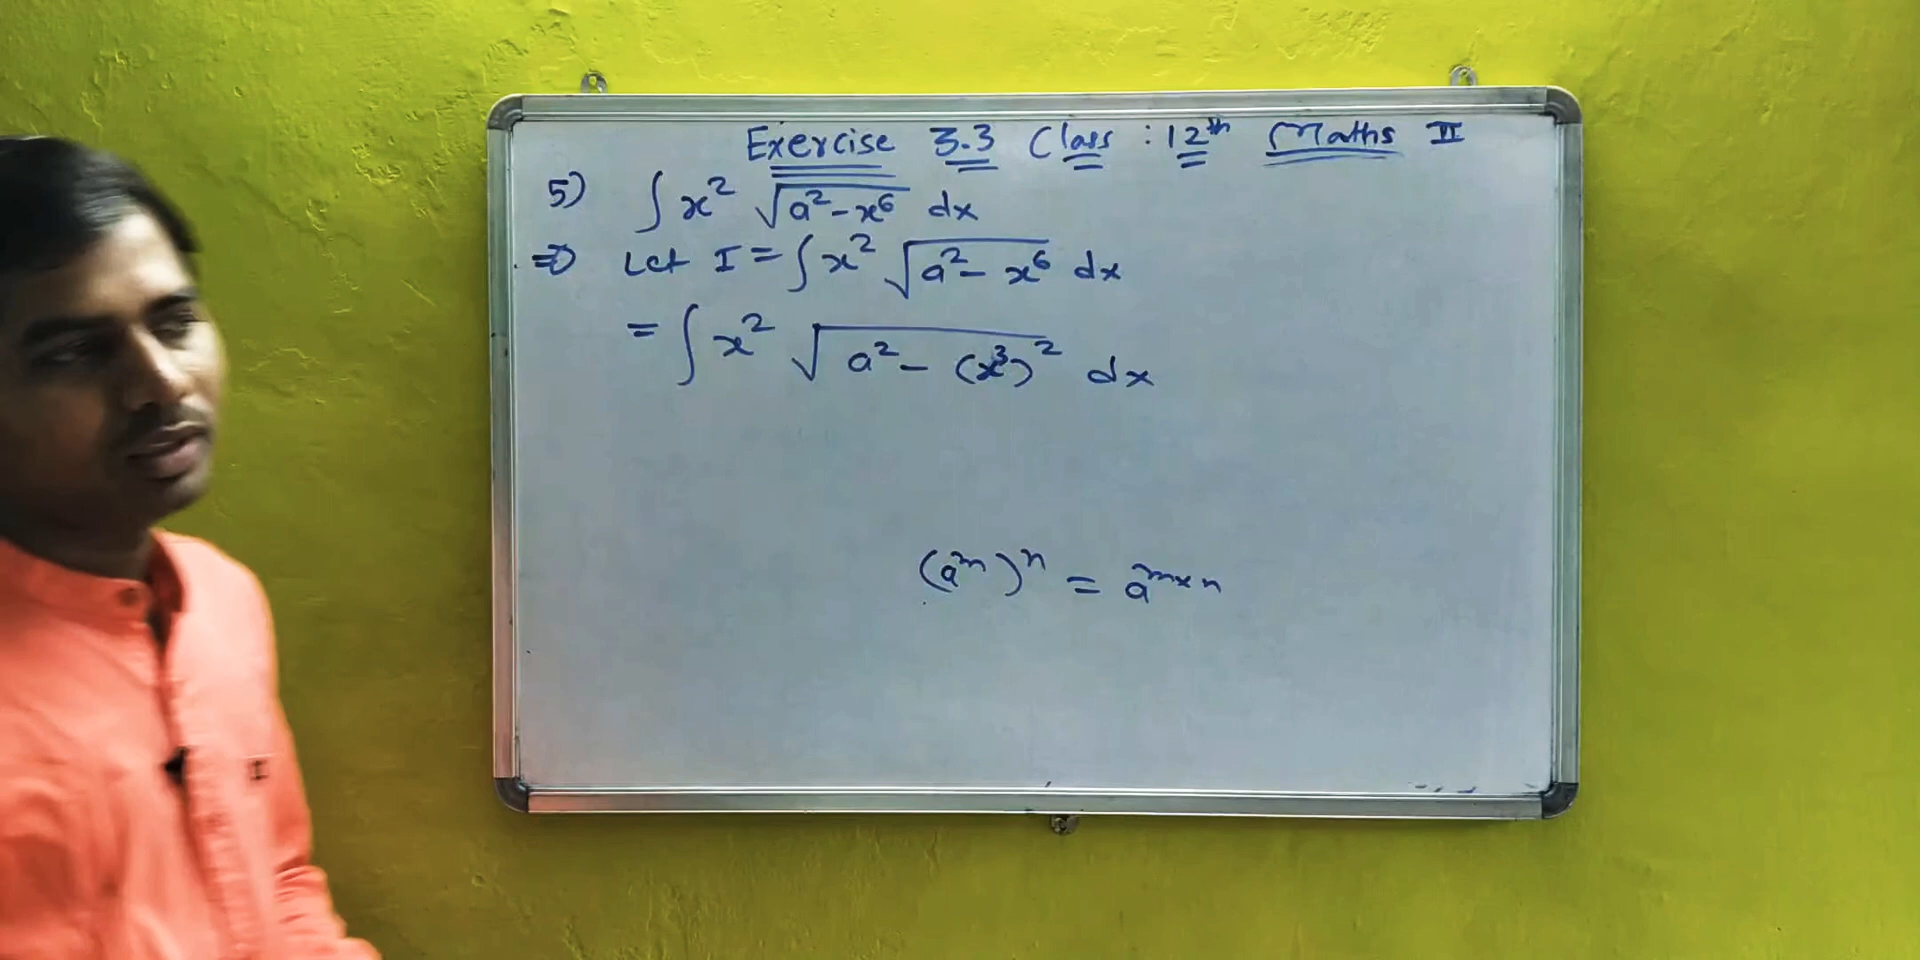 Exercise 3.3 Class : 12th Maths II
5) ∫ x² √(a²-x⁶) dx
⇒ Let I = ∫ x² √(a²- x⁶) dx
= ∫ x² √(a² - (x³)²) dx
(aᵐ)ⁿ = aᵐˣⁿ